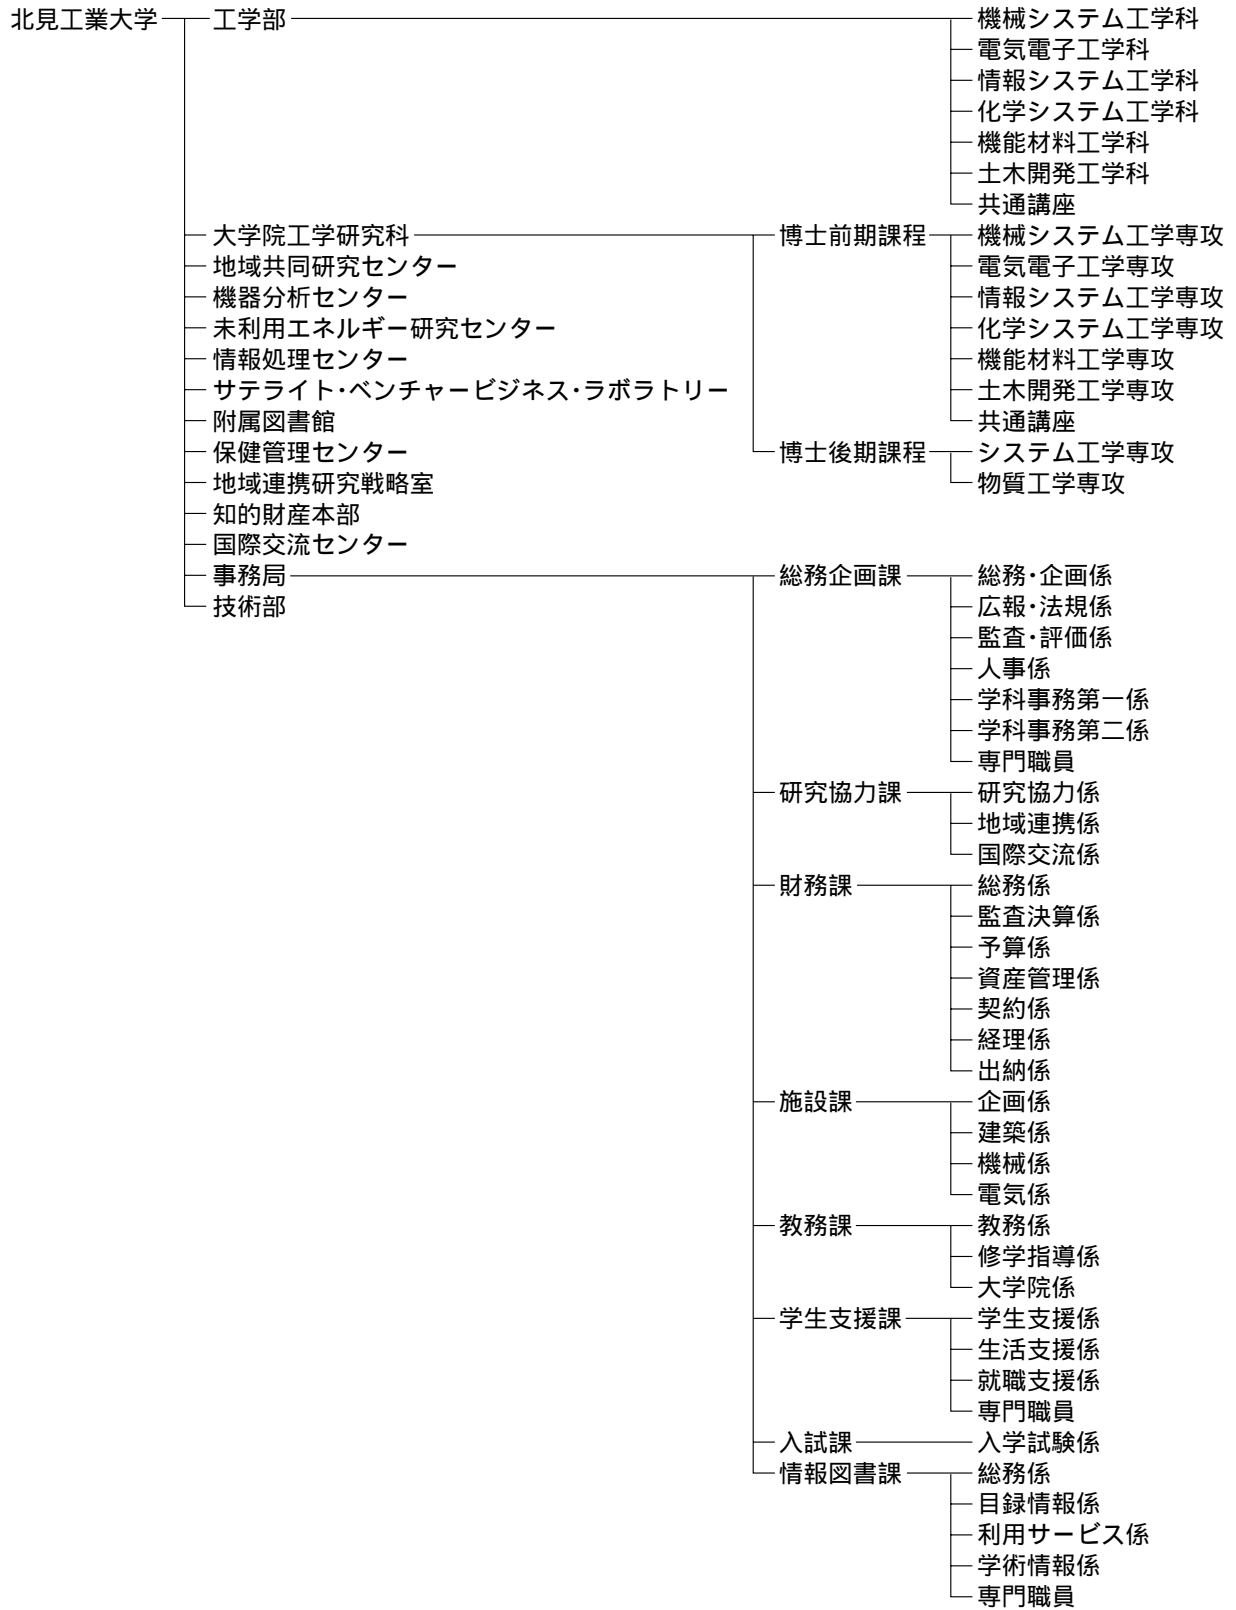 北見工業大学 工学部 機械システム工学科
電気電子工学科
情報システム工学科
化学システム工学科
機能材料工学科
土木開発工学科
共通講座
大学院工学研究科 博士前期課程 機械システム工学専攻
地域共同研究センター 電気電子工学専攻
機器分析センター 情報システム工学専攻
未利用エネルギー研究センター 化学システム工学専攻
情報処理センター 機能材料工学専攻
サテライト・ベンチャービジネス・ラボラトリー 土木開発工学専攻
附属図書館 共通講座
保健管理センター 博士後期課程 システム工学専攻
地域連携研究戦略室 物質工学専攻
知的財産本部
国際交流センター
事務局 総務企画課 総務・企画係
技術部 広報・法規係
監査・評価係
人事係
学科事務第一係
学科事務第二係
専門職員
研究協力課 研究協力係
地域連携係
国際交流係
財務課 総務係
監査決算係
予算係
資産管理係
契約係
経理係
出納係
施設課 企画係
建築係
機械係
電気係
教務課 教務係
修学指導係
大学院係
学生支援課 学生支援係
生活支援係
就職支援係
専門職員
入試課 入学試験係
情報図書課 総務係
目録情報係
利用サービス係
学術情報係
専門職員